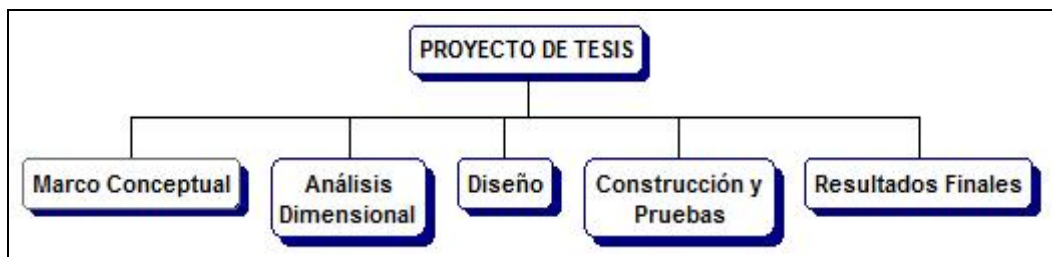 PROYECTO DE TESIS
Marco Conceptual
Análisis
Dimensional
Diseño
Construcción y
Pruebas
Resultados Finales